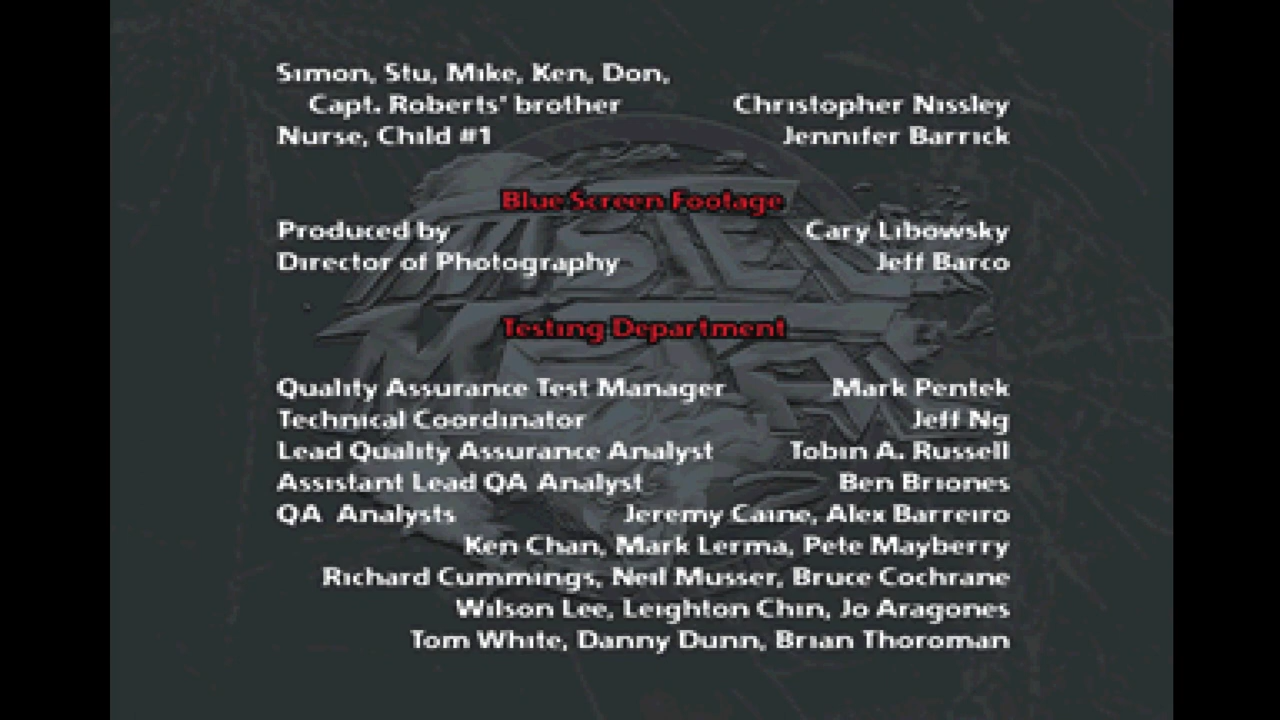 Simon, Stu, Mike, Ken, Don,
Capt. Roberts' brother Christopher Nissley
Nurse, Child #1 Jennifer Barrick
Blue Screen Footage
Produced by Cary Libowsky
Director of Photography Jeff Barco
Testing Department
Quality Assurance Test Manager Mark Pentek
Technical Coordinator Jeff Ng
Lead Quality Assurance Analyst Tobin A. Russell
Assistant Lead QA Analyst Ben Briones
QA Analysts Jeremy Caine, Alex Barreiro
Ken Chan, Mark Lerma, Pete Mayberry
Richard Cummings, Neil Musser, Bruce Cochrane
Wilson Lee, Leighton Chin, Jo Aragones
Tom White, Danny Dunn, Brian Thoroman
TWISTED
METAL